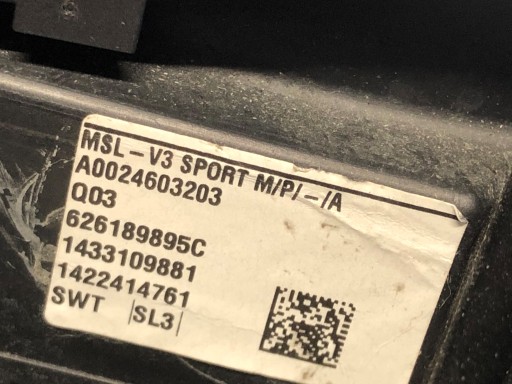 MSL-V3 SPORT M/P/-/A
A0024603203
Q03
626189895C
1433109881
1422414761
SWT |SL3|